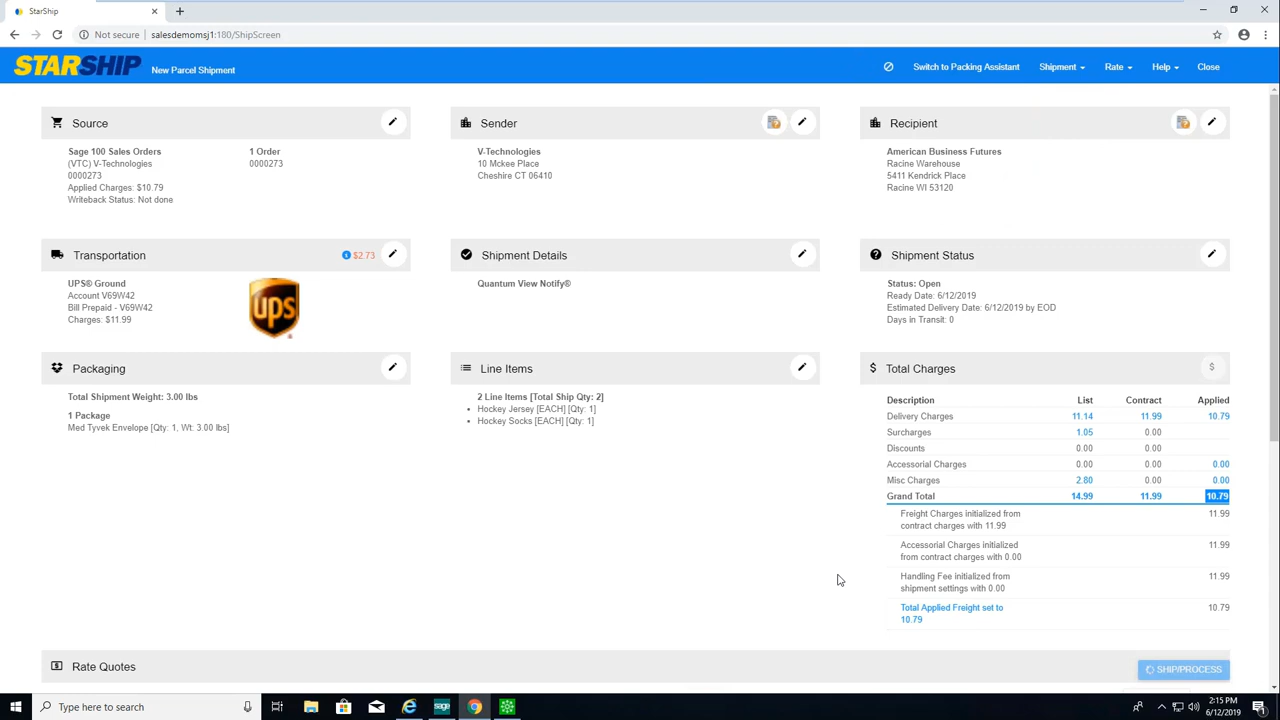 StarShip
Not secure
salesdemomsj1:180/ShipScreen
STARSHIP
New Parcel Shipment
Switch to Packing Assistant
Shipment
Rate
Help
Close
Source
Sage 100 Sales Orders
1 Order
(VTC) V-Technologies
0000273
0000273
Applied Charges: $10.79
Writeback Status: Not done
Sender
V-Technologies
10 Mckee Place
Cheshire CT 06410
Recipient
American Business Futures
Racine Warehouse
5411 Kendrick Place
Racine WI 53120
Transportation
$2.73
UPS® Ground
Account V69W42
Bill Prepaid - V69W42
Charges: $11.99
ups
Shipment Details
Quantum View Notify®
Shipment Status
Status: Open
Ready Date: 6/12/2019
Estimated Delivery Date: 6/12/2019 by EOD
Days in Transit: 0
Packaging
Total Shipment Weight: 3.00 lbs
1 Package
Med Tyvek Envelope [Qty: 1, Wt: 3.00 lbs]
Line Items
2 Line Items [Total Ship Qty: 2]
• Hockey Jersey [EACH] [Qty: 1]
• Hockey Socks [EACH] [Qty: 1]
$ Total Charges
$
Description List Contract Applied
Delivery Charges 11.14 11.99 10.79
Surcharges 1.05 0.00
Discounts 0.00 0.00
Accessorial Charges 0.00 0.00 0.00
Misc Charges 2.80 0.00 0.00
Grand Total 14.99 11.99 10.79
Freight Charges initialized from 11.99
contract charges with 11.99
Accessorial Charges initialized 11.99
from contract charges with 0.00
Handling Fee initialized from 11.99
shipment settings with 0.00
Total Applied Freight set to 10.79
10.79
Rate Quotes
SHIP/PROCESS
Type here to search
sage
2:15 PM
6/12/2019